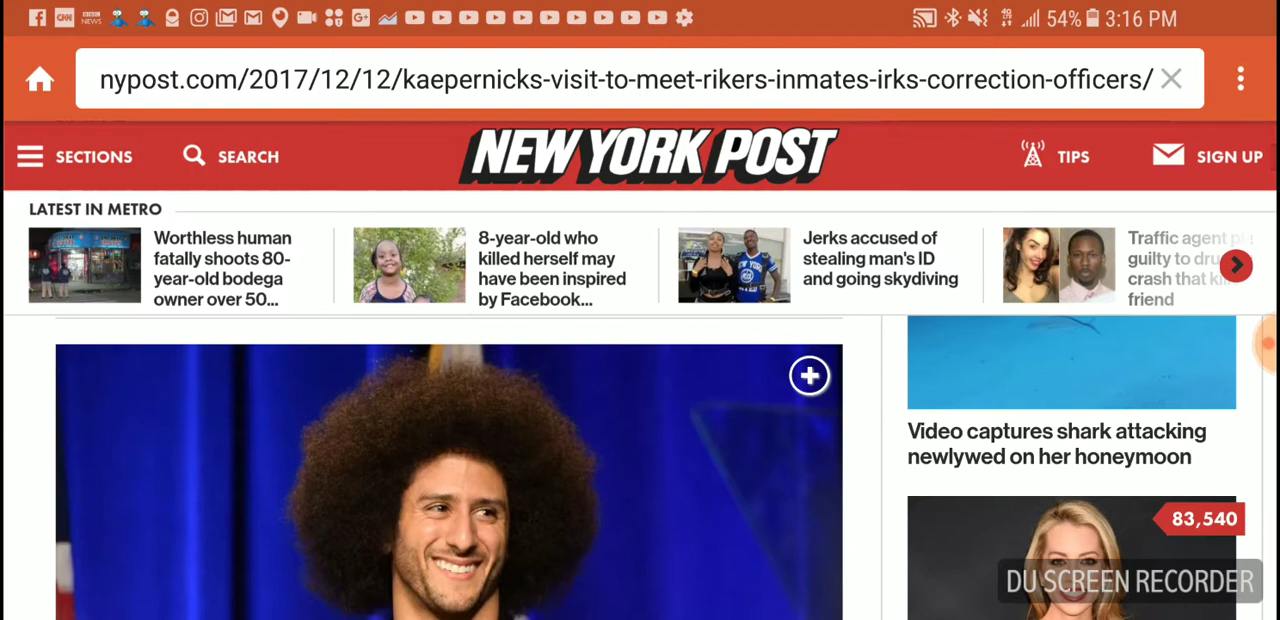 54% 3:16 PM
nypost.com/2017/12/12/kaepernicks-visit-to-meet-rikers-inmates-irks-correction-officers/
SECTIONS
SEARCH
NEW YORK POST
TIPS
SIGN UP
LATEST IN METRO
Worthless human
fatally shoots 80-
year-old bodega
owner over 50...
8-year-old who
killed herself may
have been inspired
by Facebook...
Jerks accused of
stealing man's ID
and going skydiving
Traffic agent
guilty to
crash that
friend
Video captures shark attacking
newlywed on her honeymoon
83,540
DU SCREEN RECORDER